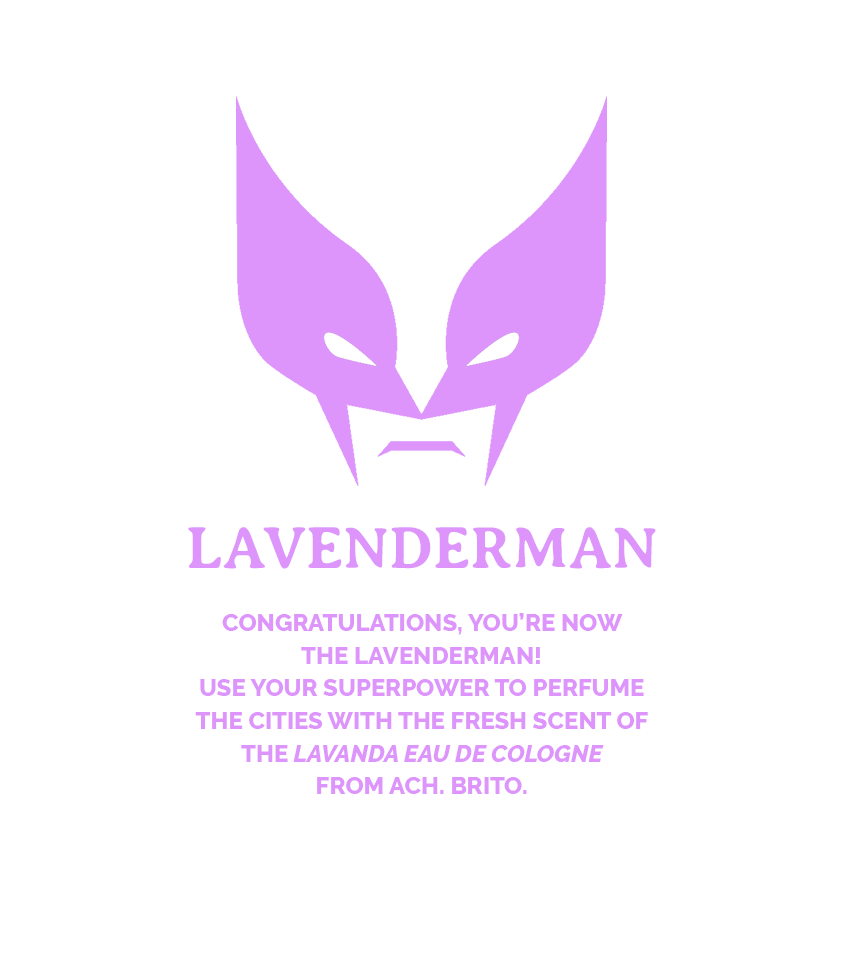 LAVENDERMAN
CONGRATULATIONS, YOU’RE NOW
THE LAVENDERMAN!
USE YOUR SUPERPOWER TO PERFUME
THE CITIES WITH THE FRESH SCENT OF
THE LAVANDA EAU DE COLOGNE
FROM ACH. BRITO.